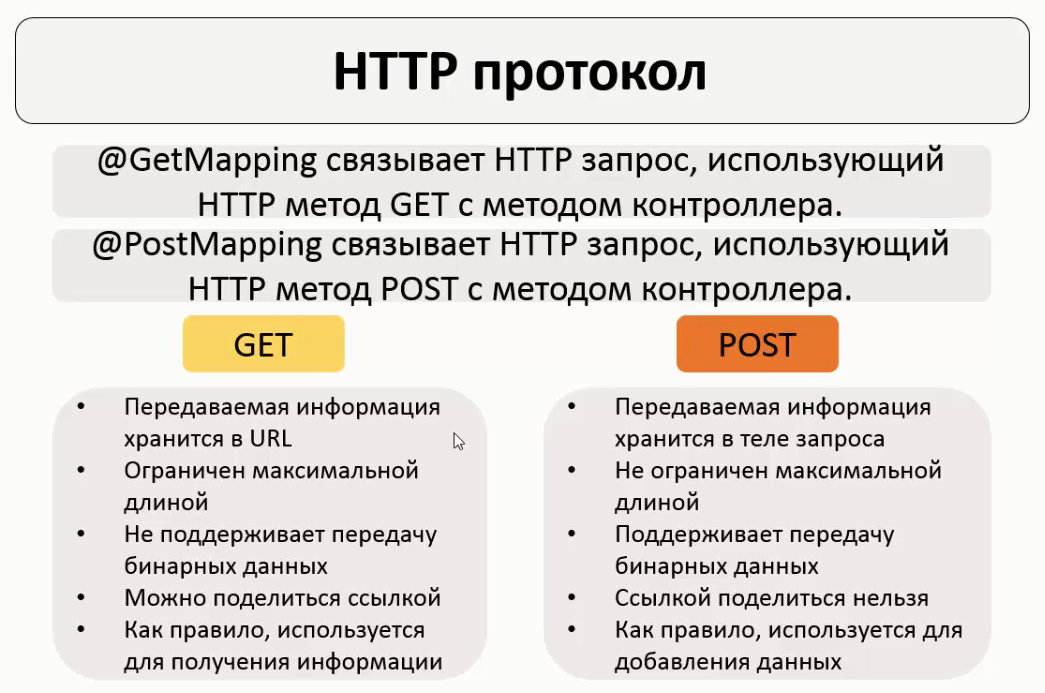 HTTP протокол
@GetMapping связывает HTTP запрос, использующий
HTTP метод GET с методом контроллера.
@PostMapping связывает HTTP запрос, использующий
HTTP метод POST с методом контроллера.
GET
• Передаваемая информация
хранится в URL
• Ограничен максимальной
длиной
• Не поддерживает передачу
бинарных данных
• Можно поделиться ссылкой
• Как правило, используется
для получения информации
POST
• Передаваемая информация
хранится в теле запроса
• Не ограничен максимальной
длиной
• Поддерживает передачу
бинарных данных
• Ссылкой поделиться нельзя
• Как правило, используется для
добавления данных